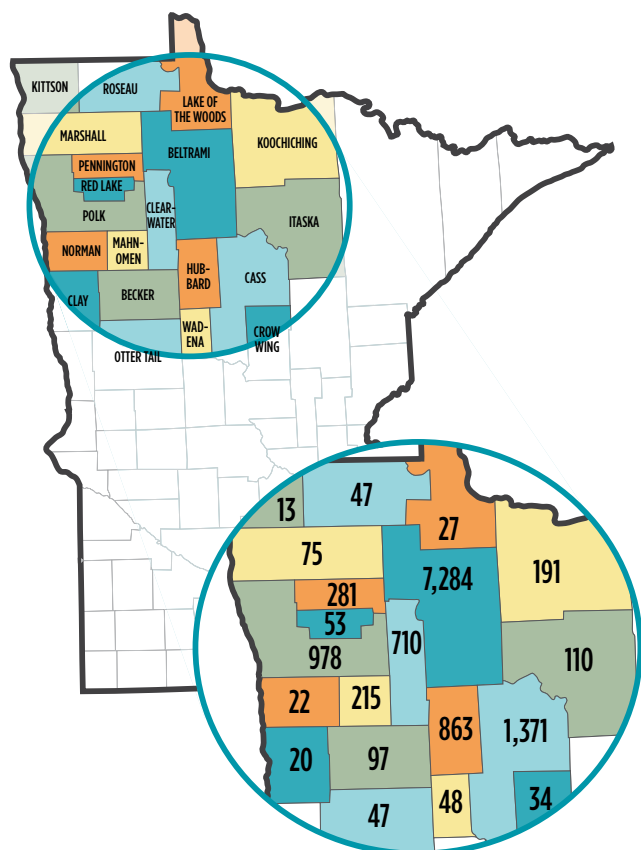 KITTSON
ROSEAU
LAKE OF
THE WOODS
MARSHALL
BELTRAMI
KOOCHICHING
PENNINGTON
RED LAKE
POLK
CLEAR-
WATER
ITASKA
NORMAN
MAHN-
OMEN
HUB-
BARD
CASS
CLAY
BECKER
WAD-
ENA
CROW
WING
OTTER TAIL
13
47
27
75
7,284
191
281
53
978
710
110
22
215
863
1,371
20
97
48
34
47